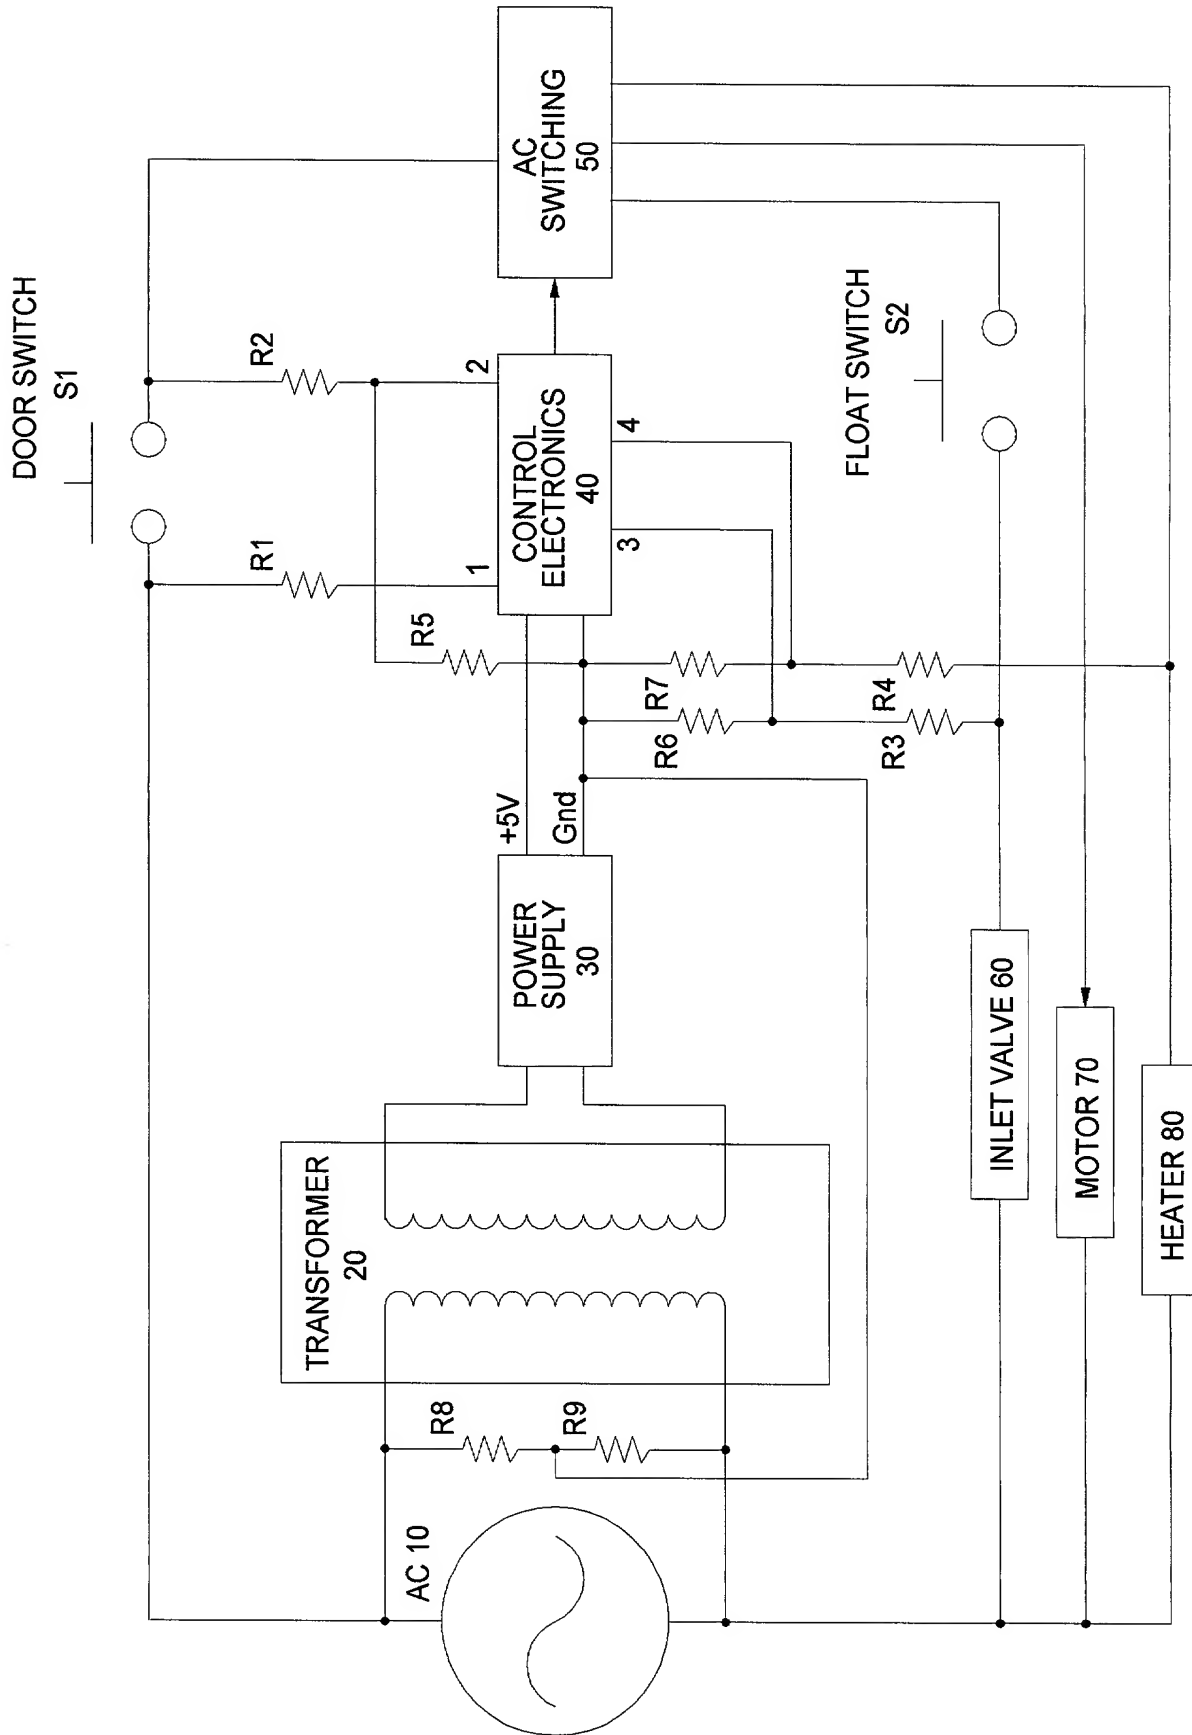 DOOR SWITCH
S1
R1
R2
AC
SWITCHING
50
1
2
CONTROL
ELECTRONICS
40
3
4
R5
R7
R6
R4
R3
FLOAT SWITCH
S2
+5V
Gnd
POWER
SUPPLY
30
TRANSFORMER
20
R8
R9
AC 10
INLET VALVE 60
MOTOR 70
HEATER 80